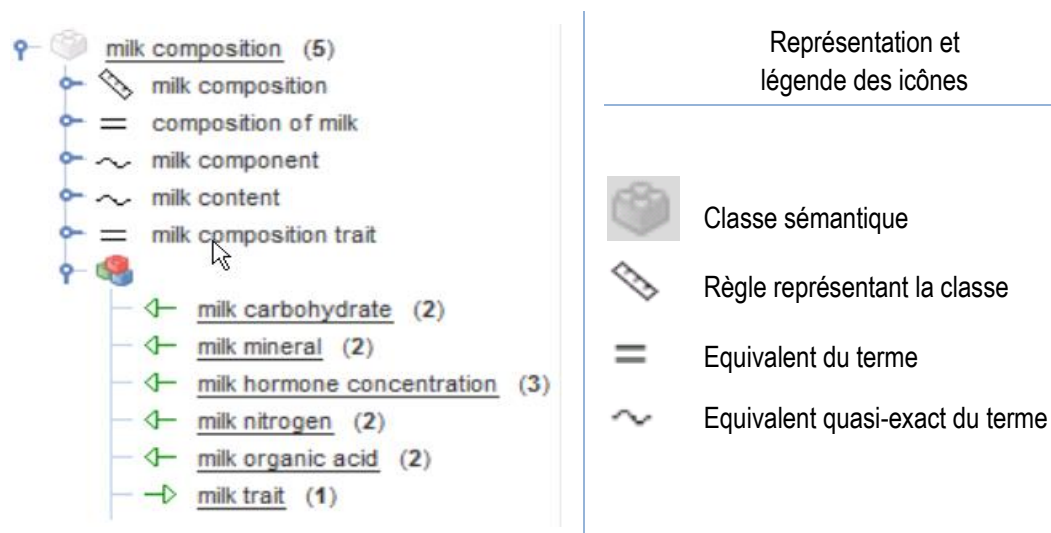 milk composition (5)
milk composition
composition of milk
milk component
milk content
milk composition trait
milk carbohydrate (2)
milk mineral (2)
milk hormone concentration (3)
milk nitrogen (2)
milk organic acid (2)
milk trait (1)
Représentation et
légende des icônes
Classe sémantique
Règle représentant la classe
Equivalent du terme
Equivalent quasi-exact du terme